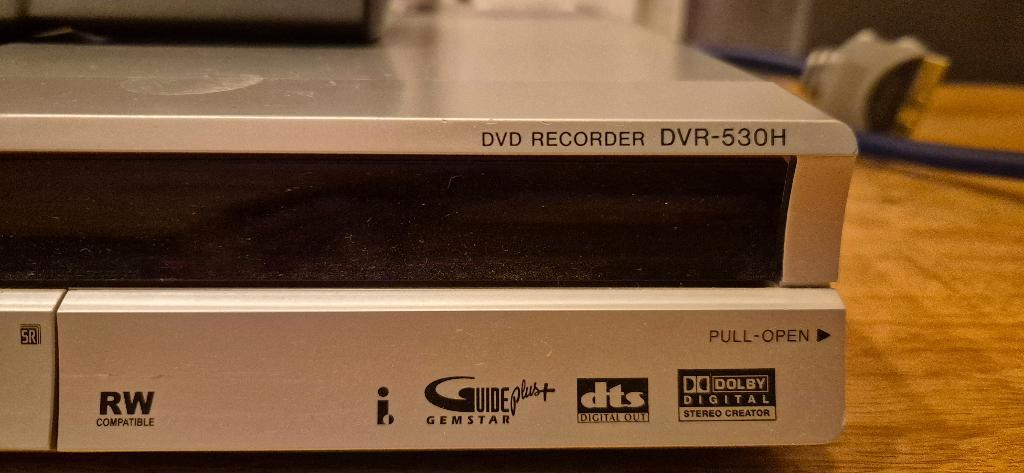 DVD RECORDER DVR-530H
PULL-OPEN
SR
RW
COMPATIBLE
GUIDE plus+
GEMSTAR
dts
DIGITAL OUT
DOLBY
DIGITAL
STEREO CREATOR